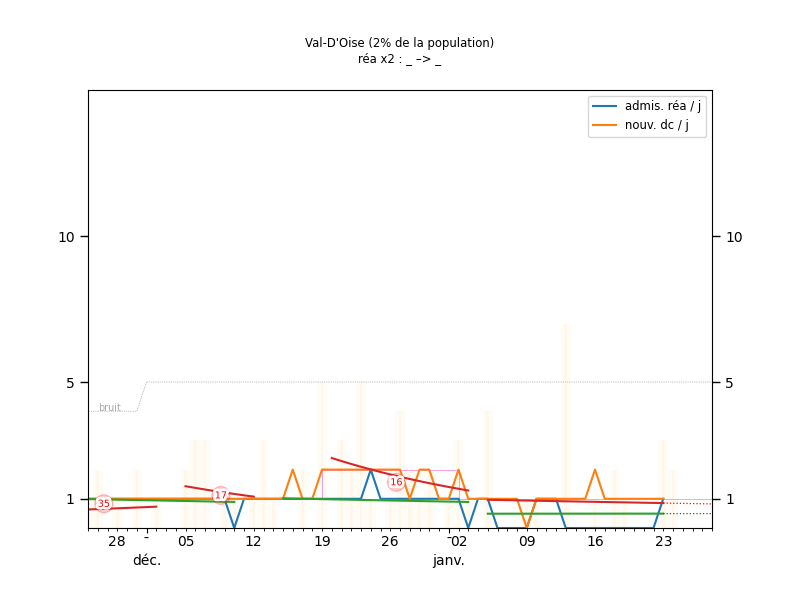 Val-D'Oise (2% de la population)
réa x2 : _ –> _
admis. réa / j
nouv. dc / j
10
10
5
5
bruit
17
16
35
1
1
28
05
12
19
26
02
09
16
23
déc.
janv.